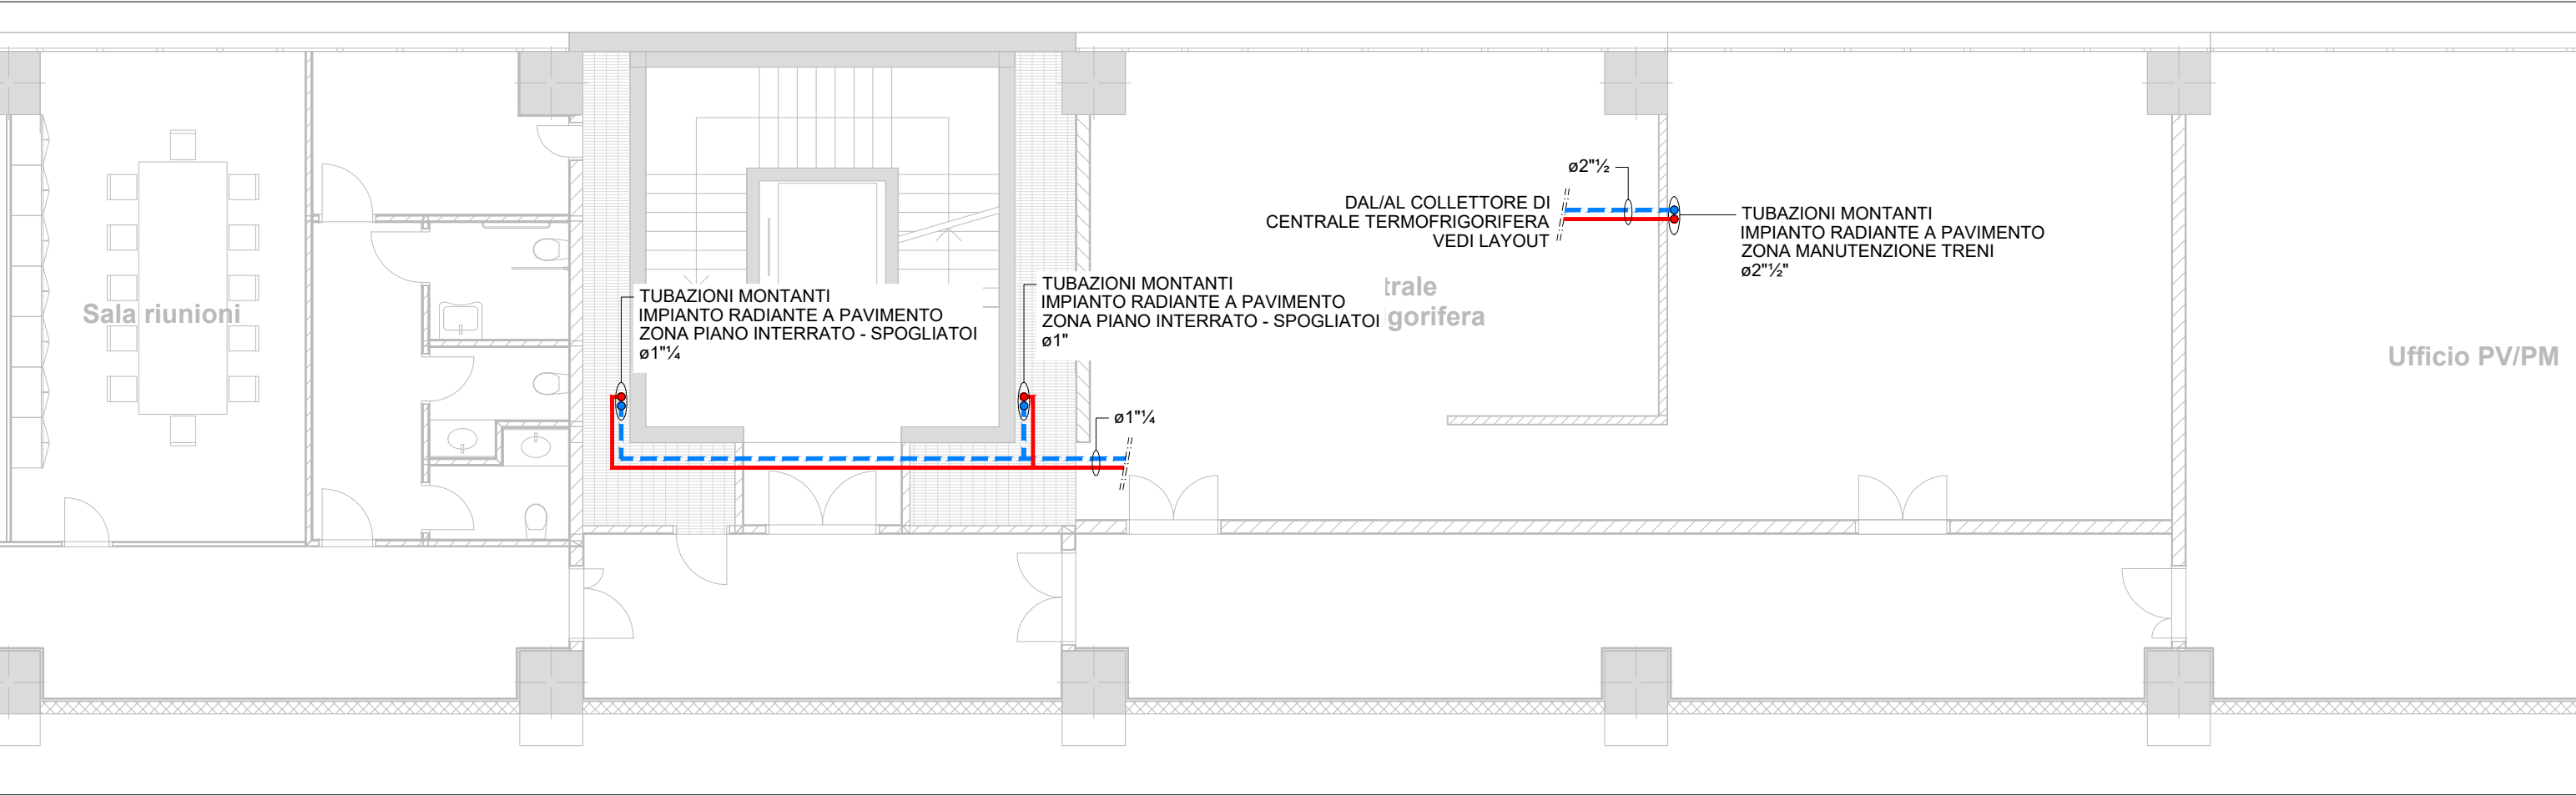 ø2"½
DAL/AL COLLETTORE DI
CENTRALE TERMOFRIGORIFERA
VEDI LAYOUT
TUBAZIONI MONTANTI
IMPIANTO RADIANTE A PAVIMENTO
ZONA MANUTENZIONE TRENI
ø2"½"
TUBAZIONI MONTANTI
IMPIANTO RADIANTE A PAVIMENTO
ZONA PIANO INTERRATO - SPOGLIATOI
ø1"¼
TUBAZIONI MONTANTI
IMPIANTO RADIANTE A PAVIMENTO
ZONA PIANO INTERRATO - SPOGLIATOI
ø1"
trale
gorifera
Sala riunioni
Ufficio PV/PM
ø1"¼